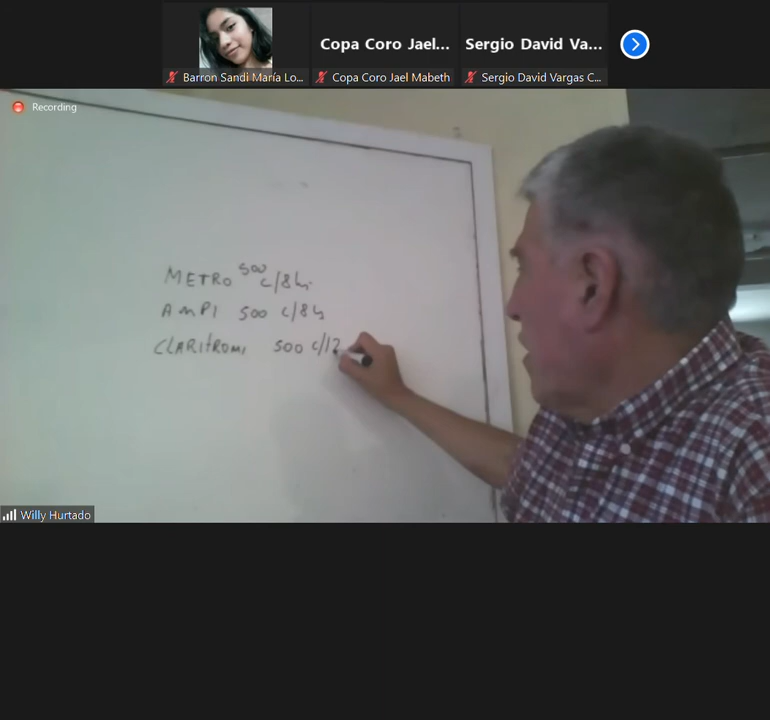 Copa Coro Jael... Sergio David Va...
Barron Sandi María Lo... Copa Coro Jael Mabeth Sergio David Vargas C...
Recording
METRO 500 c/8h.
AMPI 500 c/8h
CLARITROMI 500 c/12
Willy Hurtado